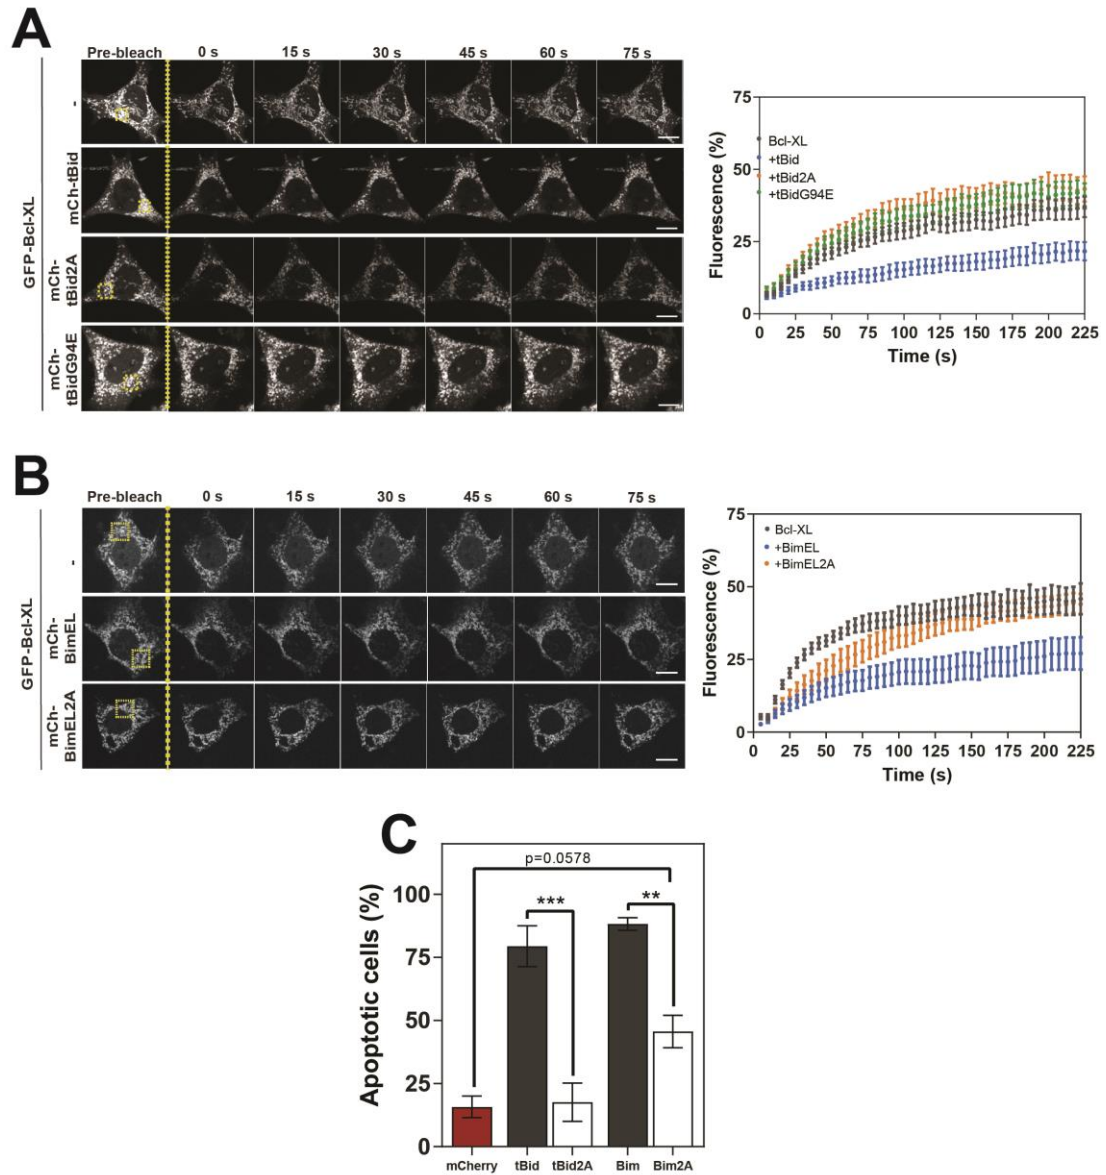 A
Pre-bleach 0 s 15 s 30 s 45 s 60 s 75 s
GFP-Bcl-XL
-
mCh-tBid
mCh-
tBid2A
mCh-
tBidG94E
Fluorescence (%)
75
50
25
0
Bcl-XL
+tBid
+tBid2A
+tBidG94E
0 25 50 75 100 125 150 175 200 225
Time (s)
B
Pre-bleach 0 s 15 s 30 s 45 s 60 s 75 s
GFP-Bcl-XL
-
mCh-
BimEL
mCh-
BimEL2A
Fluorescence (%)
75
50
25
0
Bcl-XL
+BimEL
+BimEL2A
25 50 75 100 125 150 175 200 225
Time (s)
C
Apoptotic cells (%)
100
75
50
25
0
p=0.0578
***
**
mCherry tBid tBid2A Bim Bim2A